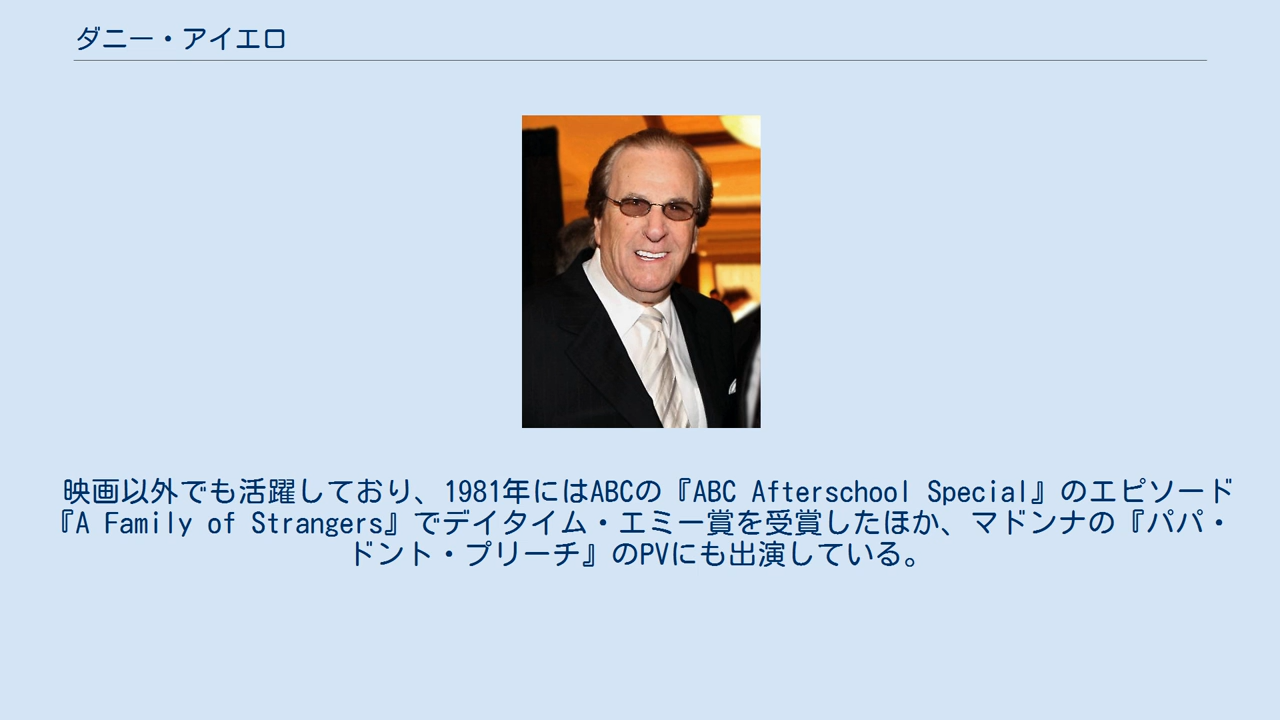 ダニー・アイエロ
映画以外でも活躍しており、1981年にはABCの『ABC Afterschool Special』のエピソード
『A Family of Strangers』でデイタイム・エミー賞を受賞したほか、マドンナの『パパ・
ドント・プリーチ』のPVにも出演している。